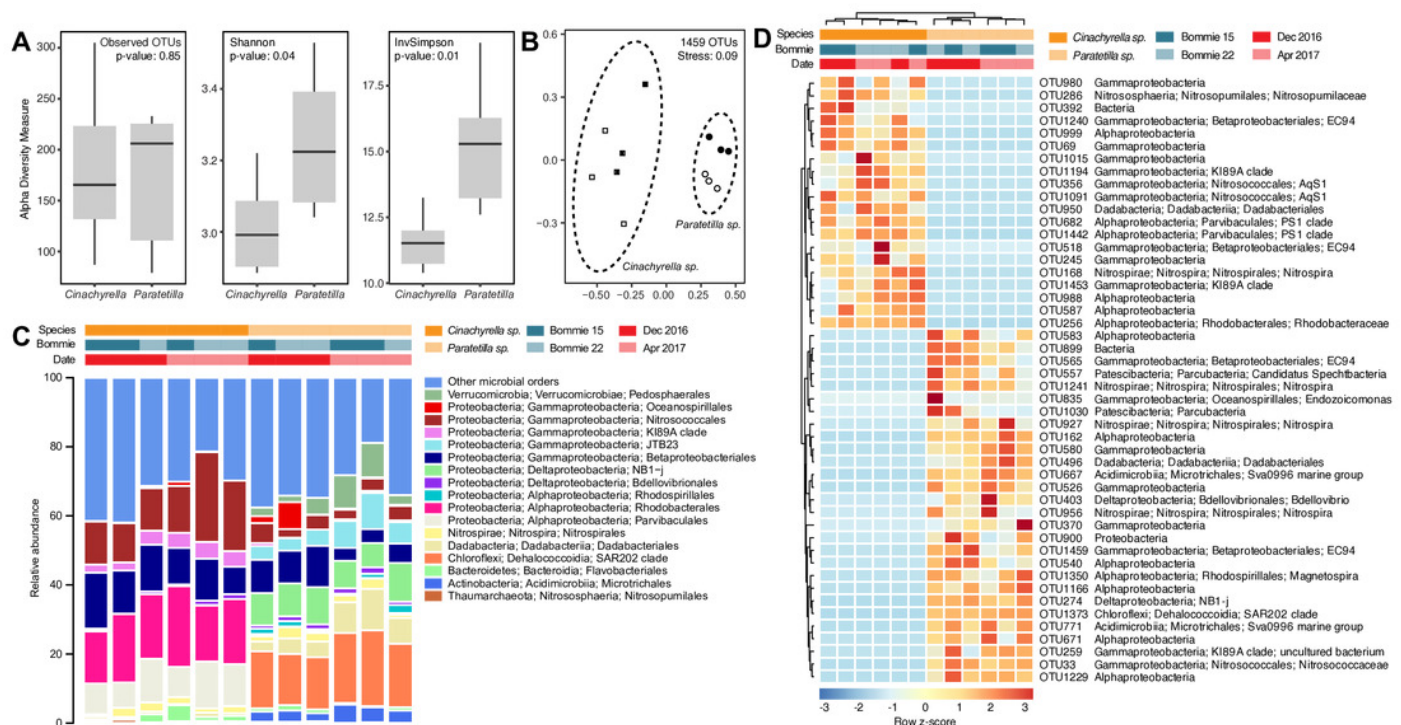 A
Observed OTUs
p-value: 0.85
Shannon
p-value: 0.04
InvSimpson
p-value: 0.01
Alpha Diversity Measure
300
250
200
150
100
3.4
3.2
3.0
17.5
15.0
12.5
10.0
Cinachyrella Paratetilla
Cinachyrella Paratetilla
Cinachyrella Paratetilla
B
1459 OTUs
Stress: 0.09
0.6
0.3
0.0
−0.3
−0.50 −0.25 0.00 0.25 0.50
Paratetilla sp.
Cinachyrella sp.
C
Species
Bommie
Date
Cinachyrella sp. Bommie 15 Dec 2016
Paratetilla sp. Bommie 22 Apr 2017
Relative abundance
100
80
60
40
20
0
Other microbial orders
Verrucomicrobia; Verrucomicrobiae; Pedosphaerales
Proteobacteria; Gammaproteobacteria; Oceanospirillales
Proteobacteria; Gammaproteobacteria; Nitrosococcales
Proteobacteria; Gammaproteobacteria; KI89A clade
Proteobacteria; Gammaproteobacteria; JTB23
Proteobacteria; Gammaproteobacteria; Betaproteobacteriales
Proteobacteria; Deltaproteobacteria; NB1−j
Proteobacteria; Deltaproteobacteria; Bdellovibrionales
Proteobacteria; Alphaproteobacteria; Rhodospirillales
Proteobacteria; Alphaproteobacteria; Rhodobacterales
Proteobacteria; Alphaproteobacteria; Parvibaculales
Nitrospirae; Nitrospira; Nitrospirales
Dadabacteria; Dadabacteriia; Dadabacteriales
Chloroflexi; Dehalococcoidia; SAR202 clade
Bacteroidetes; Bacteroidia; Flavobacteriales
Actinobacteria; Acidimicrobiia; Microtrichales
Thaumarchaeota; Nitrososphaeria; Nitrosopumilales
D
Species
Bommie
Date
Cinachyrella sp. Bommie 15 Dec 2016
Paratetilla sp. Bommie 22 Apr 2017
OTU980 Gammaproteobacteria
OTU286 Nitrososphaeria; Nitrosopumilales; Nitrosopumilaceae
OTU392 Bacteria
OTU1240 Gammaproteobacteria; Betaproteobacteriales; EC94
OTU999 Alphaproteobacteria
OTU69 Gammaproteobacteria
OTU1015 Gammaproteobacteria
OTU1194 Gammaproteobacteria; KI89A clade
OTU356 Gammaproteobacteria; Nitrosococcales; AqS1
OTU1091 Gammaproteobacteria; Nitrosococcales; AqS1
OTU950 Dadabacteria; Dadabacteriia; Dadabacteriales
OTU682 Alphaproteobacteria; Parvibaculales; PS1 clade
OTU1442 Alphaproteobacteria; Parvibaculales; PS1 clade
OTU518 Gammaproteobacteria; Betaproteobacteriales; EC94
OTU245 Gammaproteobacteria
OTU168 Nitrospirae; Nitrospira; Nitrospirales; Nitrospira
OTU1453 Gammaproteobacteria; KI89A clade
OTU988 Alphaproteobacteria
OTU587 Alphaproteobacteria
OTU256 Alphaproteobacteria; Rhodobacterales; Rhodobacteraceae
OTU583 Alphaproteobacteria
OTU899 Bacteria
OTU565 Gammaproteobacteria; Betaproteobacteriales; EC94
OTU557 Patescibacteria; Parcubacteria; Candidatus Spechtbacteria
OTU1241 Nitrospirae; Nitrospira; Nitrospirales; Nitrospira
OTU835 Gammaproteobacteria; Oceanospirillales; Endozoicomonas
OTU1030 Patescibacteria; Parcubacteria
OTU927 Nitrospirae; Nitrospira; Nitrospirales; Nitrospira
OTU162 Alphaproteobacteria
OTU580 Gammaproteobacteria
OTU496 Dadabacteria; Dadabacteriia; Dadabacteriales
OTU667 Acidimicrobiia; Microtrichales; Sva0996 marine group
OTU526 Gammaproteobacteria
OTU403 Deltaproteobacteria; Bdellovibrionales; Bdellovibrio
OTU956 Nitrospirae; Nitrospira; Nitrospirales; Nitrospira
OTU370 Gammaproteobacteria
OTU900 Proteobacteria
OTU1459 Gammaproteobacteria; Betaproteobacteriales; EC94
OTU540 Alphaproteobacteria
OTU1350 Alphaproteobacteria; Rhodospirillales; Magnetospira
OTU1166 Alphaproteobacteria
OTU274 Deltaproteobacteria; NB1-j
OTU1373 Chloroflexi; Dehalococcoidia; SAR202 clade
OTU771 Acidimicrobiia; Microtrichales; Sva0996 marine group
OTU671 Alphaproteobacteria
OTU259 Gammaproteobacteria; KI89A clade; uncultured bacterium
OTU33 Gammaproteobacteria; Nitrosococcales; Nitrosococcaceae
OTU1229 Alphaproteobacteria
-3 -2 -1 0 1 2 3
Row z-score